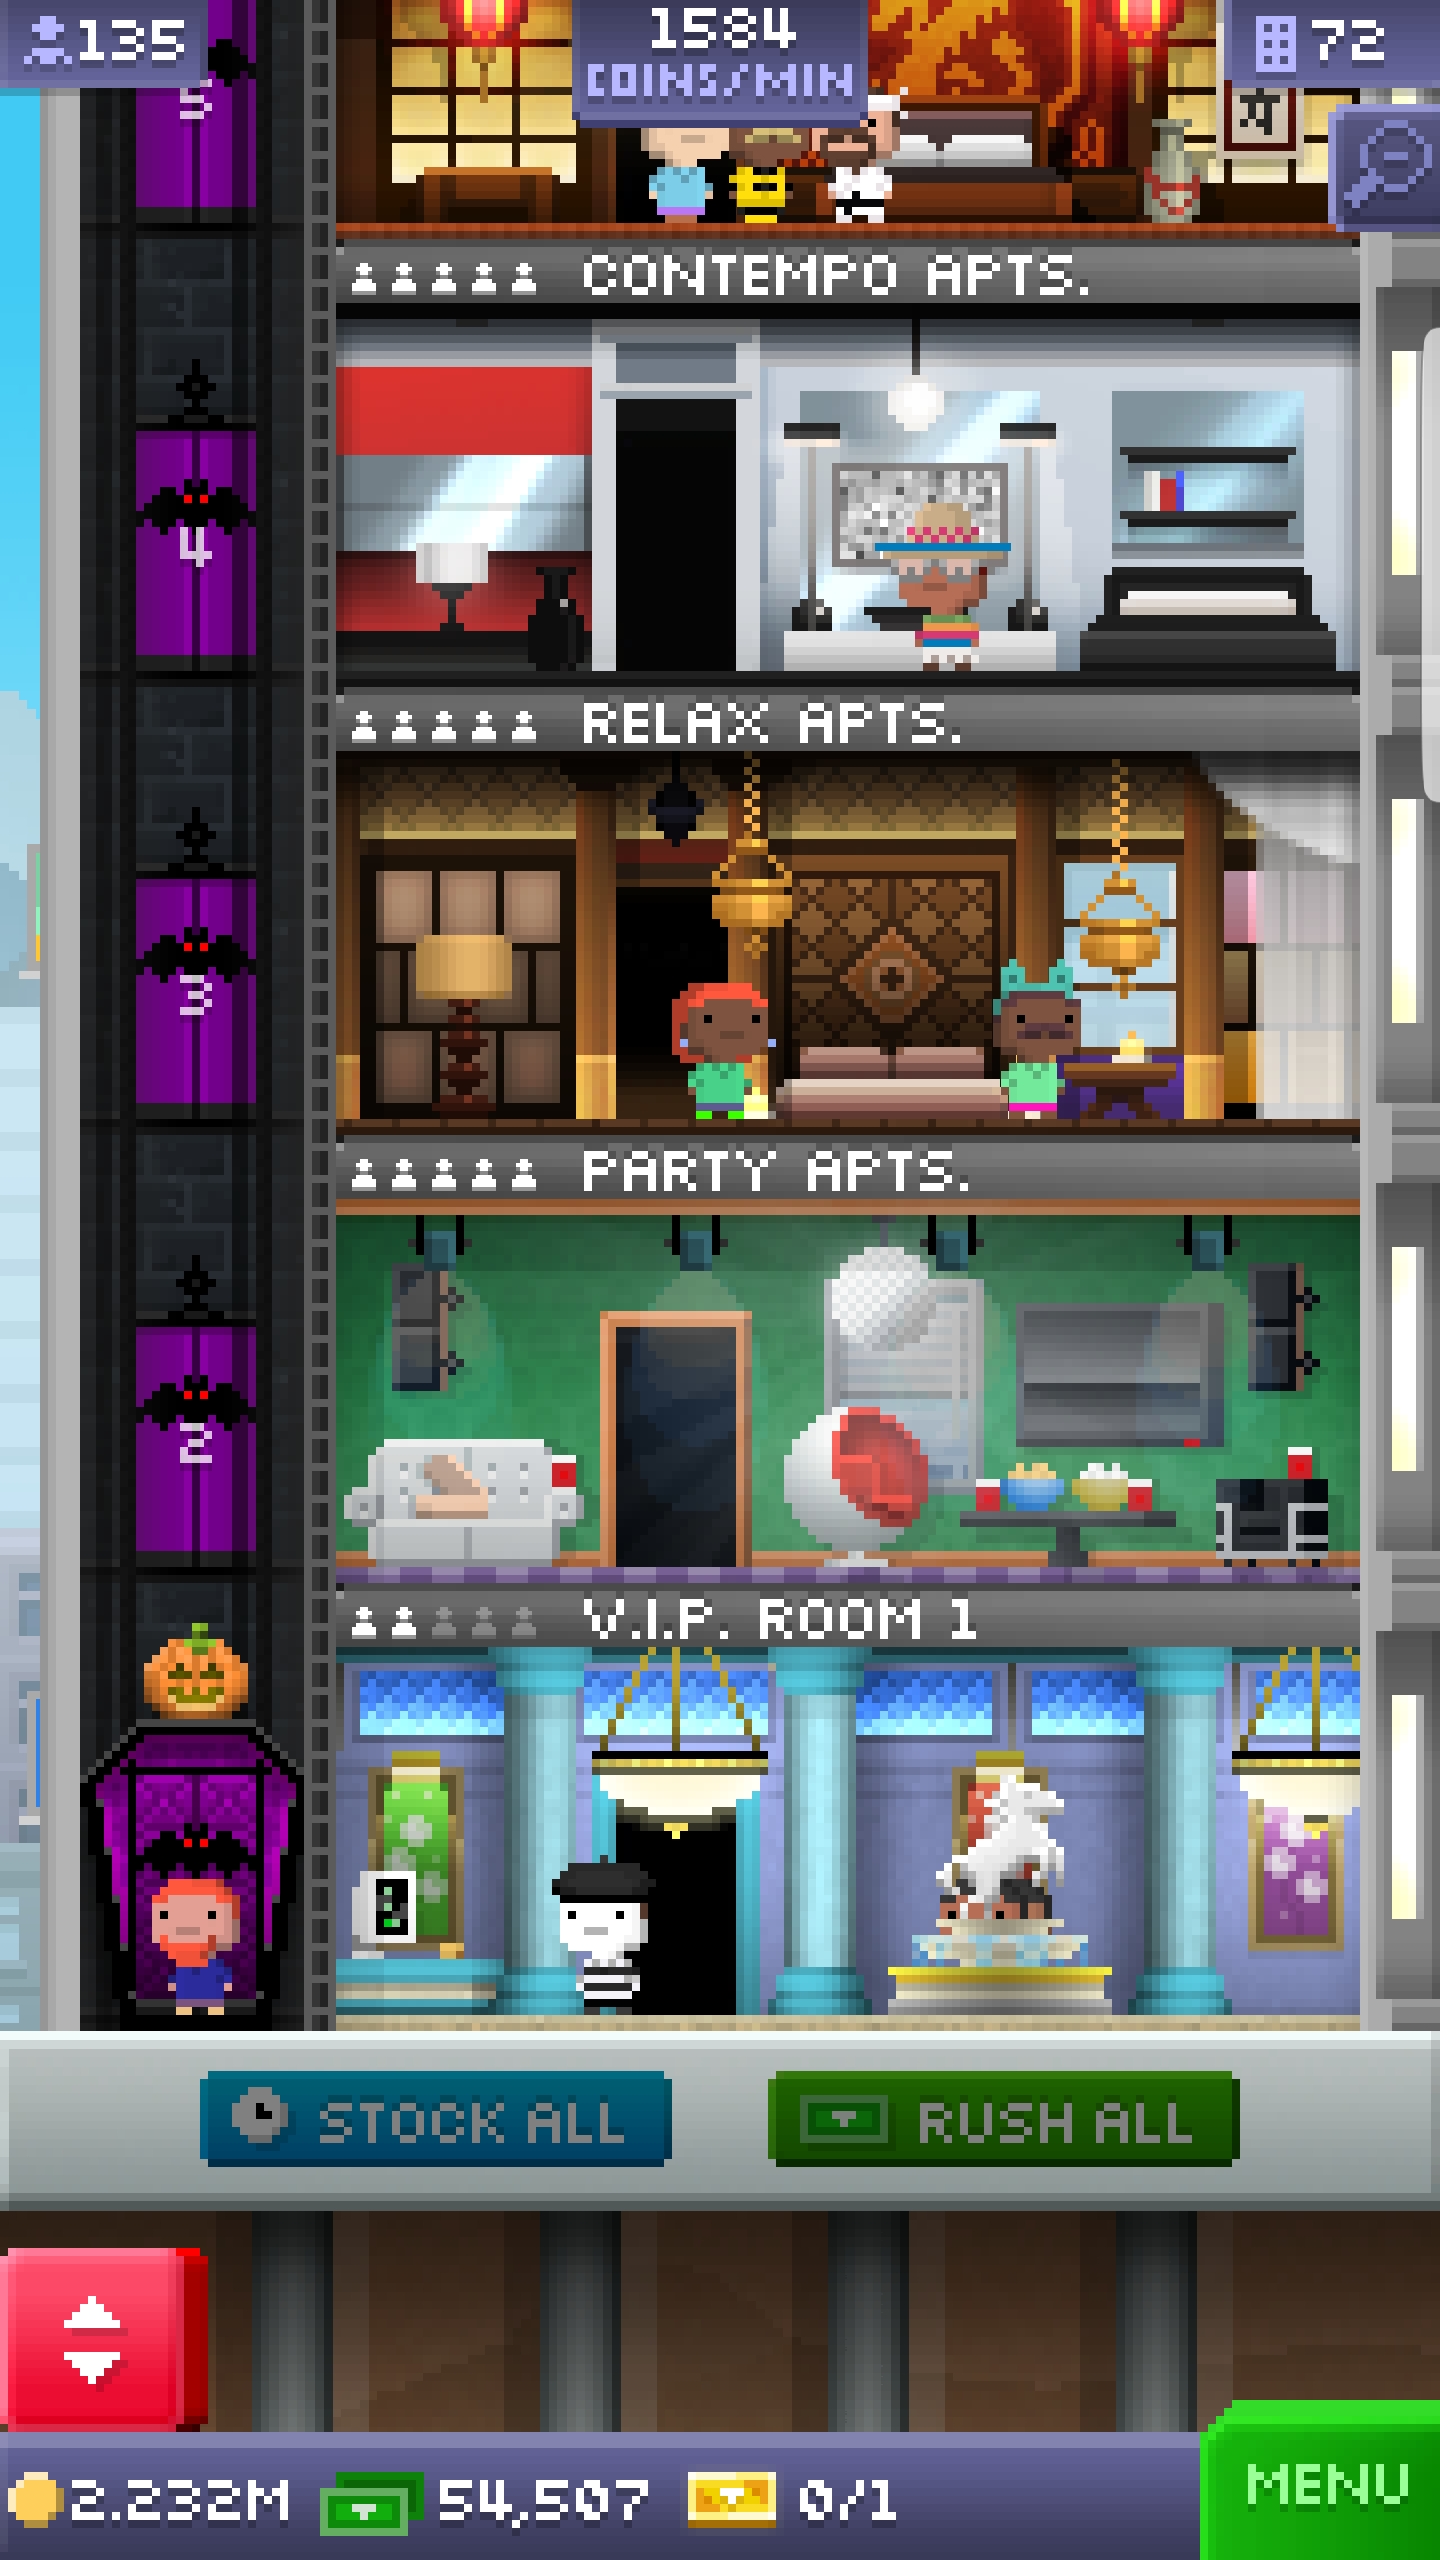 135
1584
COINS/MIN
72
5
CONTEMPO APTS.
4
RELAX APTS.
3
PARTY APTS.
2
V.I.P. ROOM 1
STOCK ALL
RUSH ALL
2.232M
54,507
0/1
MENU